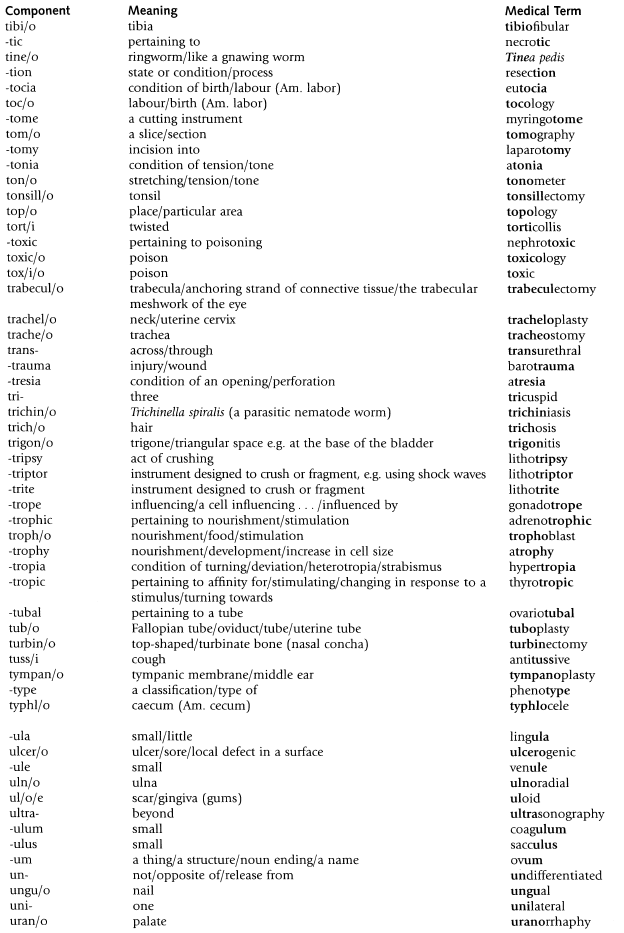 Component Meaning Medical Term
tibi/o tibia tibiofibular
-tic pertaining to necrotic
tine/o ringworm/like a gnawing worm Tinea pedis
-tion state or condition/process resection
-tocia condition of birth/labour (Am. labor) eutocia
toc/o labour/birth (Am. labor) tocology
-tome a cutting instrument myringotome
tom/o a slice/section tomography
-tomy incision into laparotomy
-tonia condition of tension/tone atonia
ton/o stretching/tension/tone tonometer
tonsill/o tonsil tonsillectomy
top/o place/particular area topology
tort/i twisted torticollis
-toxic pertaining to poisoning nephrotoxic
toxic/o poison toxicology
tox/i/o poison toxic
trabecul/o trabecula/anchoring strand of connective tissue/the trabecular trabeculectomy
meshwork of the eye
trachel/o neck/uterine cervix tracheloplasty
trache/o trachea tracheostomy
trans- across/through transurethral
-trauma injury/wound barotrauma
-tresia condition of an opening/perforation atresia
tri- three tricuspid
trichin/o Trichinella spiralis (a parasitic nematode worm) trichiniasis
trich/o hair trichosis
trigon/o trigone/triangular space e.g. at the base of the bladder trigonitis
-tripsy act of crushing lithotripsy
-triptor instrument designed to crush or fragment, e.g. using shock waves lithotriptor
-trite instrument designed to crush or fragment lithotrite
-trope influencing/a cell influencing . . . /influenced by gonadotrope
-trophic pertaining to nourishment/stimulation adrenotrophic
troph/o nourishment/food/stimulation trophoblast
-trophy nourishment/development/increase in cell size atrophy
-tropia condition of turning/deviation/heterotropia/strabismus hypertropia
-tropic pertaining to affinity for/stimulating/changing in response to a thyrotropic
stimulus/turning towards
-tubal pertaining to a tube ovariotubal
tub/o Fallopian tube/oviduct/tube/uterine tube tuboplasty
turbin/o top-shaped/turbinate bone (nasal concha) turbinectomy
tuss/i cough antitussive
tympan/o tympanic membrane/middle ear tympanoplasty
-type a classification/type of phenotype
typhl/o caecum (Am. cecum) typhlocele
-ula small/little lingula
ulcer/o ulcer/sore/local defect in a surface ulcerogenic
-ule small venule
uln/o ulna ulnoradial
ul/o/e scar/gingiva (gums) uloid
ultra- beyond ultrasonography
-ulum small coagulum
-ulus small sacculus
-um a thing/a structure/noun ending/a name ovum
un- not/opposite of/release from undifferentiated
ungu/o nail ungual
uni- one unilateral
uran/o palate uranorrhaphy